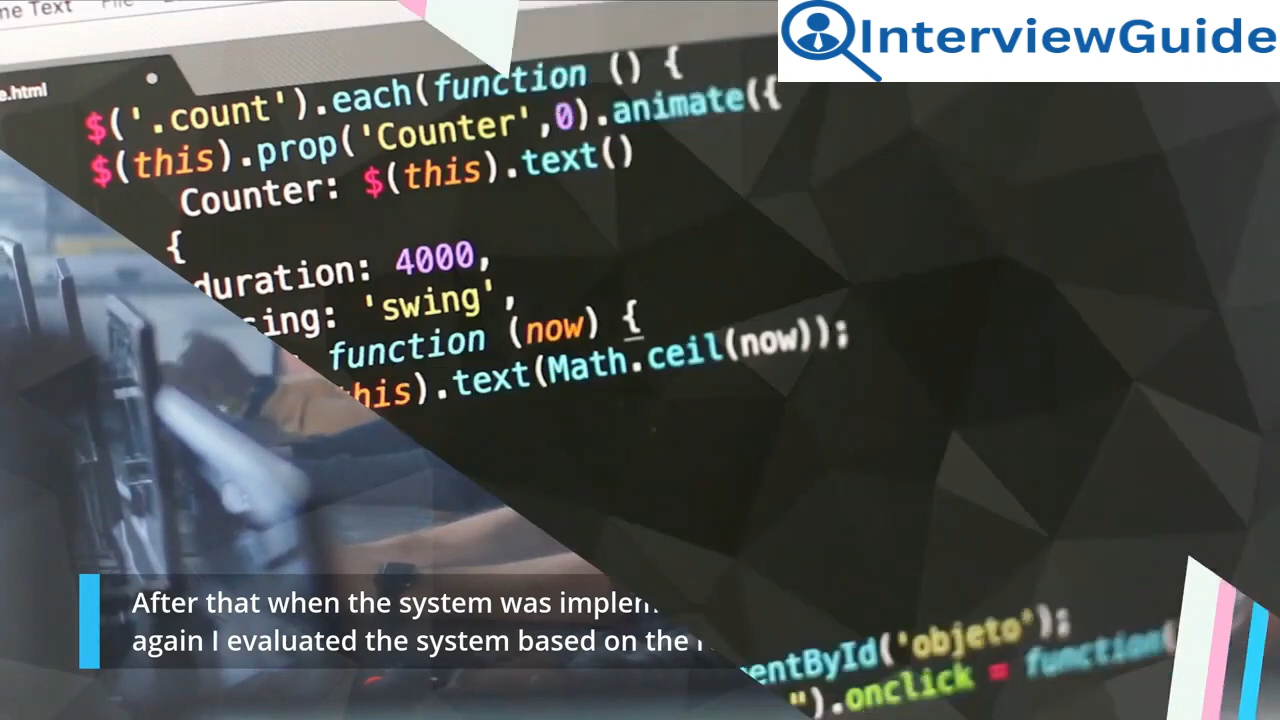 ne Text File
InterviewGuide
e.html
$('.count').each(function () {
$(this).prop('Counter',0).animate({
Counter: $(this).text()
{
duration: 4000,
sing: 'swing',
function (now) {
this).text(Math.ceil(now));
After that when the system was implem
again I evaluated the system based on the r
entById('objeto');
").onclick = function(